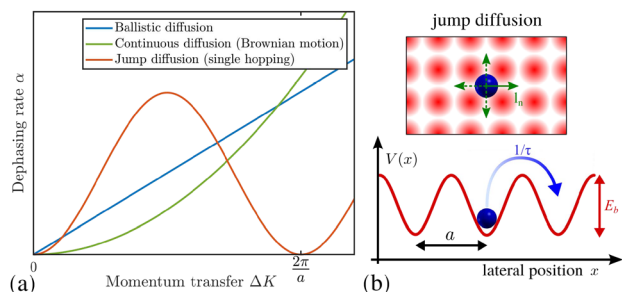 (a)
Dephasing rate α
Ballistic diffusion
Continuous diffusion (Brownian motion)
Jump diffusion (single hopping)
0
Momentum transfer ΔK
2π
a
jump diffusion
l_n
V(x)
1/τ
E_b
a
(b)
lateral position x